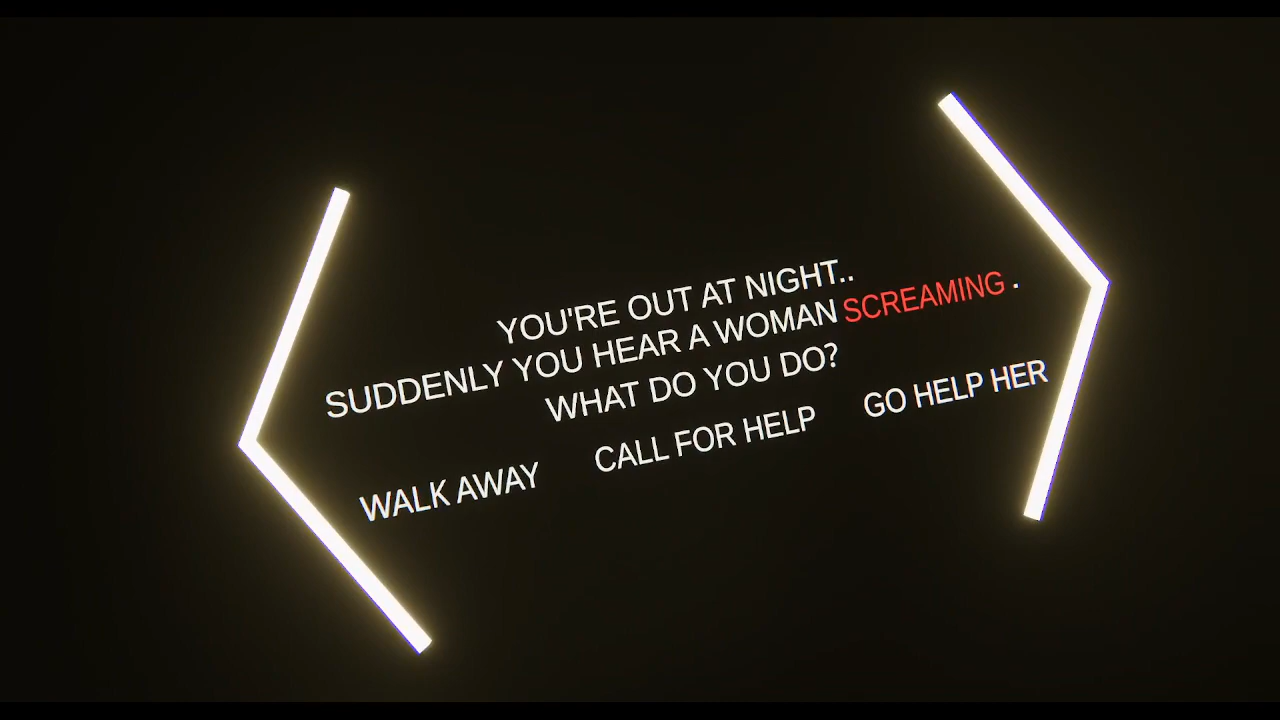 YOU'RE OUT AT NIGHT..
SUDDENLY YOU HEAR A WOMAN SCREAMING .
WHAT DO YOU DO?
WALK AWAY CALL FOR HELP GO HELP HER